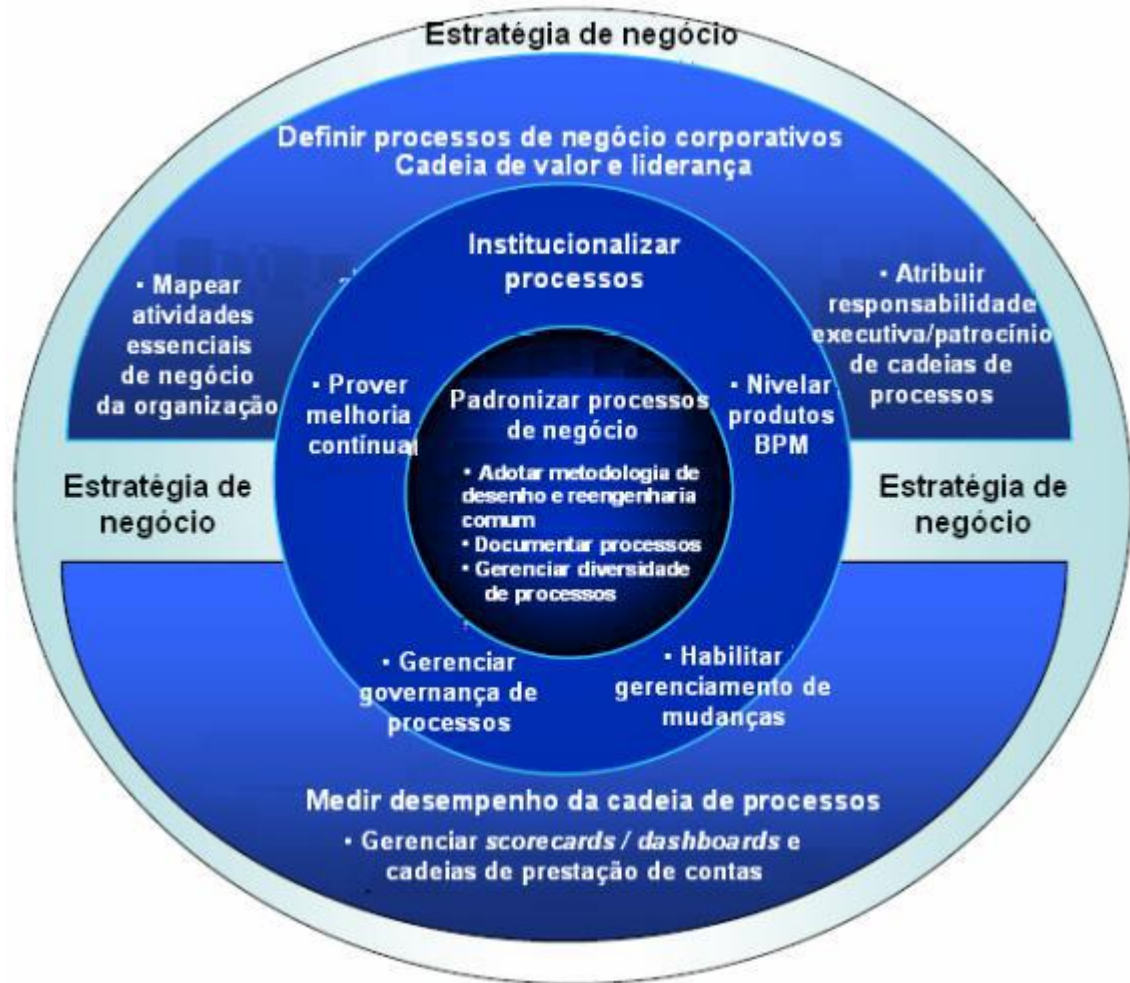 Estratégia de negócio
Definir processos de negócio corporativos
Cadeia de valor e liderança
Institucionalizar
processos
• Mapear
atividades
essenciais
de negócio
da organização
• Atribuir
responsabilidade
executiva/patrocínio
de cadeias de
processos
• Prover
melhoria
contínua
• Nivelar
produtos
BPM
Padronizar processos
de negócio
• Adotar metodologia de
desenho e reengenharia
comum
• Documentar processos
• Gerenciar diversidade
de processos
Estratégia de
negócio
Estratégia de
negócio
• Gerenciar
governança de
processos
• Habilitar
gerenciamento de
mudanças
Medir desempenho da cadeia de processos
• Gerenciar scorecards / dashboards e
cadeias de prestação de contas